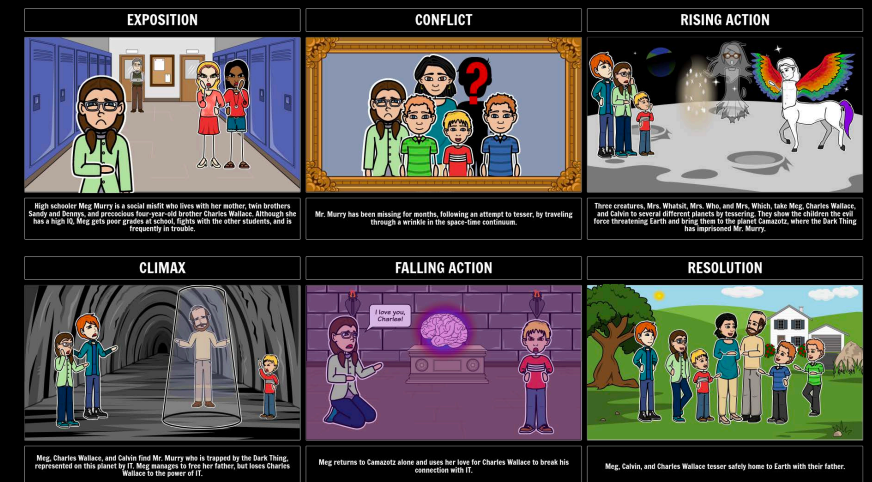 EXPOSITION
CONFLICT
RISING ACTION
?
High schooler Meg Murry is a social misfit who lives with her mother, twin brothers
Sandy and Dennys, and precocious four-year-old brother Charles Wallace. Although she
has a high IQ, Meg gets poor grades at school, fights with the other students, and is
frequently in trouble.
Mr. Murry has been missing for months, following an attempt to tesser, by traveling
through a wrinkle in the space-time continuum.
Three creatures, Mrs. Whatsit, Mrs. Who, and Mrs, Which, take Meg, Charles Wallace,
and Calvin to several different planets by tessering. They show the children the evil
force threatening Earth and bring them to the planet Camazotz, where the Dark Thing
has imprisoned Mr. Murry.
CLIMAX
FALLING ACTION
RESOLUTION
I love you,
Charles!
Meg, Charles Wallace, and Calvin find Mr. Murry who is trapped by the Dark Thing,
represented on this planet by IT. Meg manages to free her father, but loses Charles
Wallace to the power of IT.
Meg returns to Camazotz alone and uses her love for Charles Wallace to break his
connection with IT.
Meg, Calvin, and Charles Wallace tesser safely home to Earth with their father.